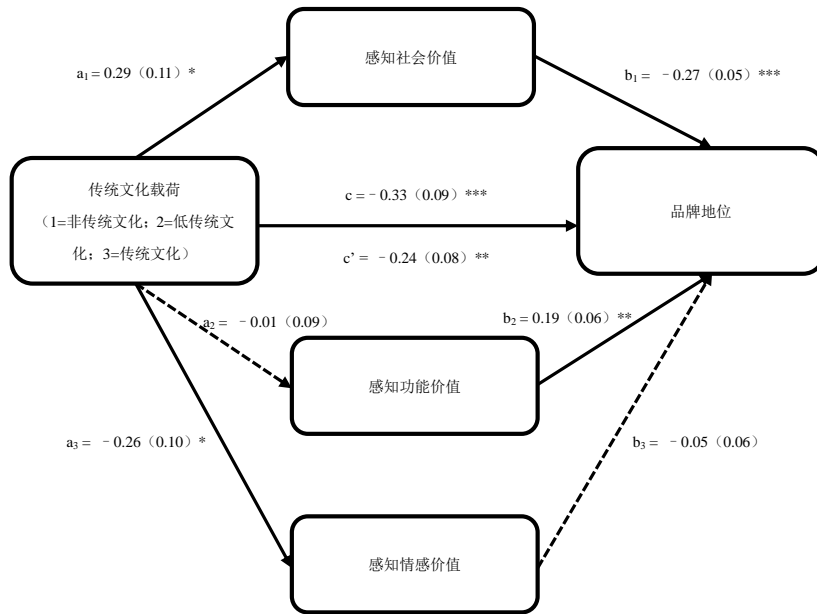 感知社会价值
a₁ = 0.29（0.11）*
b₁ = －0.27（0.05）***
传统文化载荷
（1=非传统文化；2=低传统文
化；3=传统文化）
c =－0.33（0.09）***
c’ = －0.24（0.08）**
品牌地位
a₂ = －0.01（0.09）
b₂ = 0.19（0.06）**
感知功能价值
a₃ = －0.26（0.10）*
b₃ = －0.05（0.06）
感知情感价值